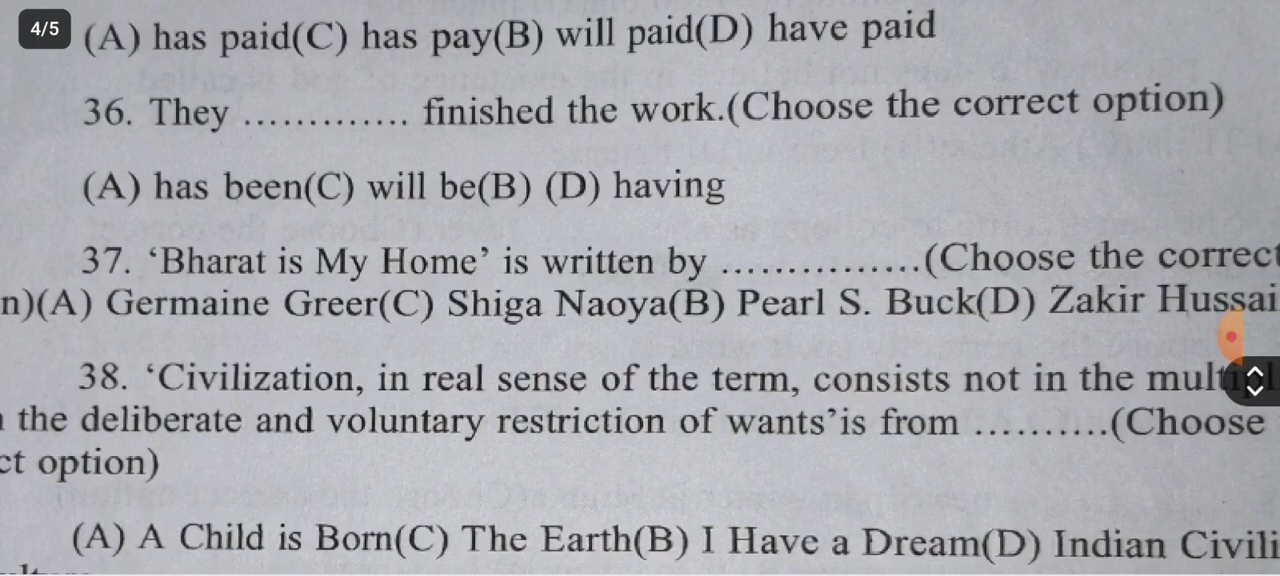 4/5
(A) has paid(C) has pay(B) will paid(D) have paid
36. They ............. finished the work.(Choose the correct option)
(A) has been(C) will be(B) (D) having
37. ‘Bharat is My Home’ is written by ...............(Choose the correct
n)(A) Germaine Greer(C) Shiga Naoya(B) Pearl S. Buck(D) Zakir Hussai
38. ‘Civilization, in real sense of the term, consists not in the
the deliberate and voluntary restriction of wants’is from ..........(Choose
ct option)
(A) A Child is Born(C) The Earth(B) I Have a Dream(D) Indian Civili